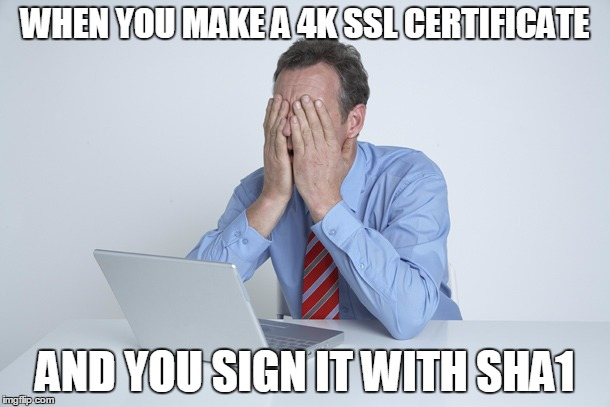 WHEN YOU MAKE A 4K SSL CERTIFICATE
AND YOU SIGN IT WITH SHA1
imgflip.com